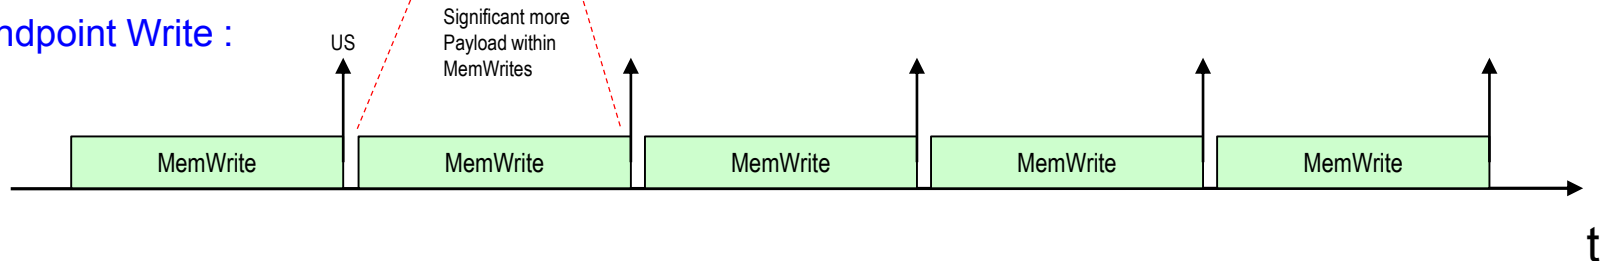 ndpoint Write :
US
Significant more
Payload within
MemWrites
MemWrite
MemWrite
MemWrite
MemWrite
MemWrite
t